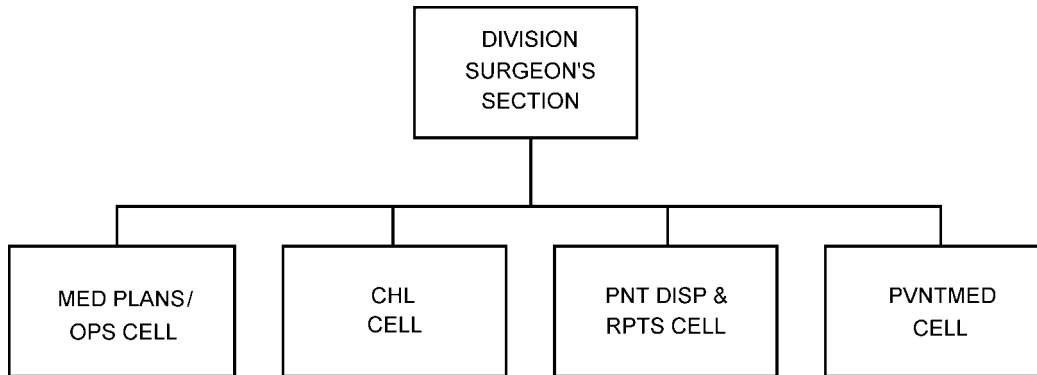 DIVISION
SURGEON'S
SECTION
MED PLANS/
OPS CELL
CHL
CELL
PNT DISP &
RPTS CELL
PVNTMED
CELL